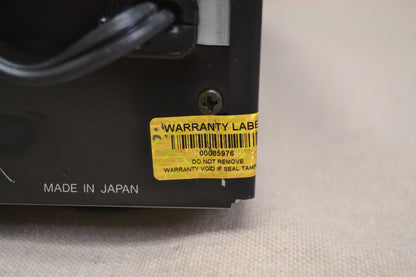 WARRANTY LABE
00085976
DO NOT REMOVE
WARRANTY VOID IF SEAL TAM
MADE IN JAPAN